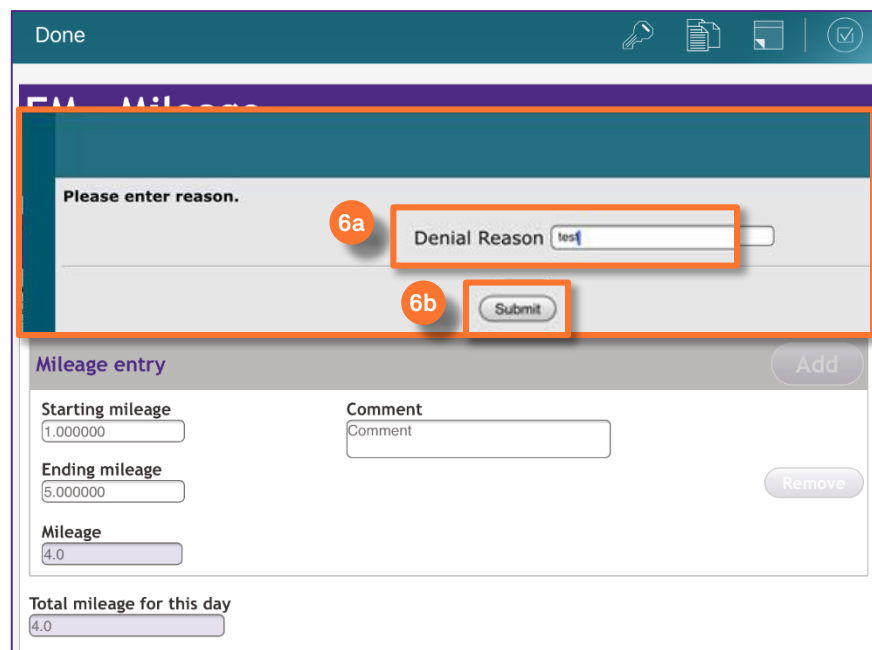 Done
Mileage
Please enter reason.
6a
Denial Reason test
6b
Submit
Mileage entry
Add
Starting mileage
1.000000
Comment
Comment
Ending mileage
5.000000
Remove
Mileage
4.0
Total mileage for this day
4.0